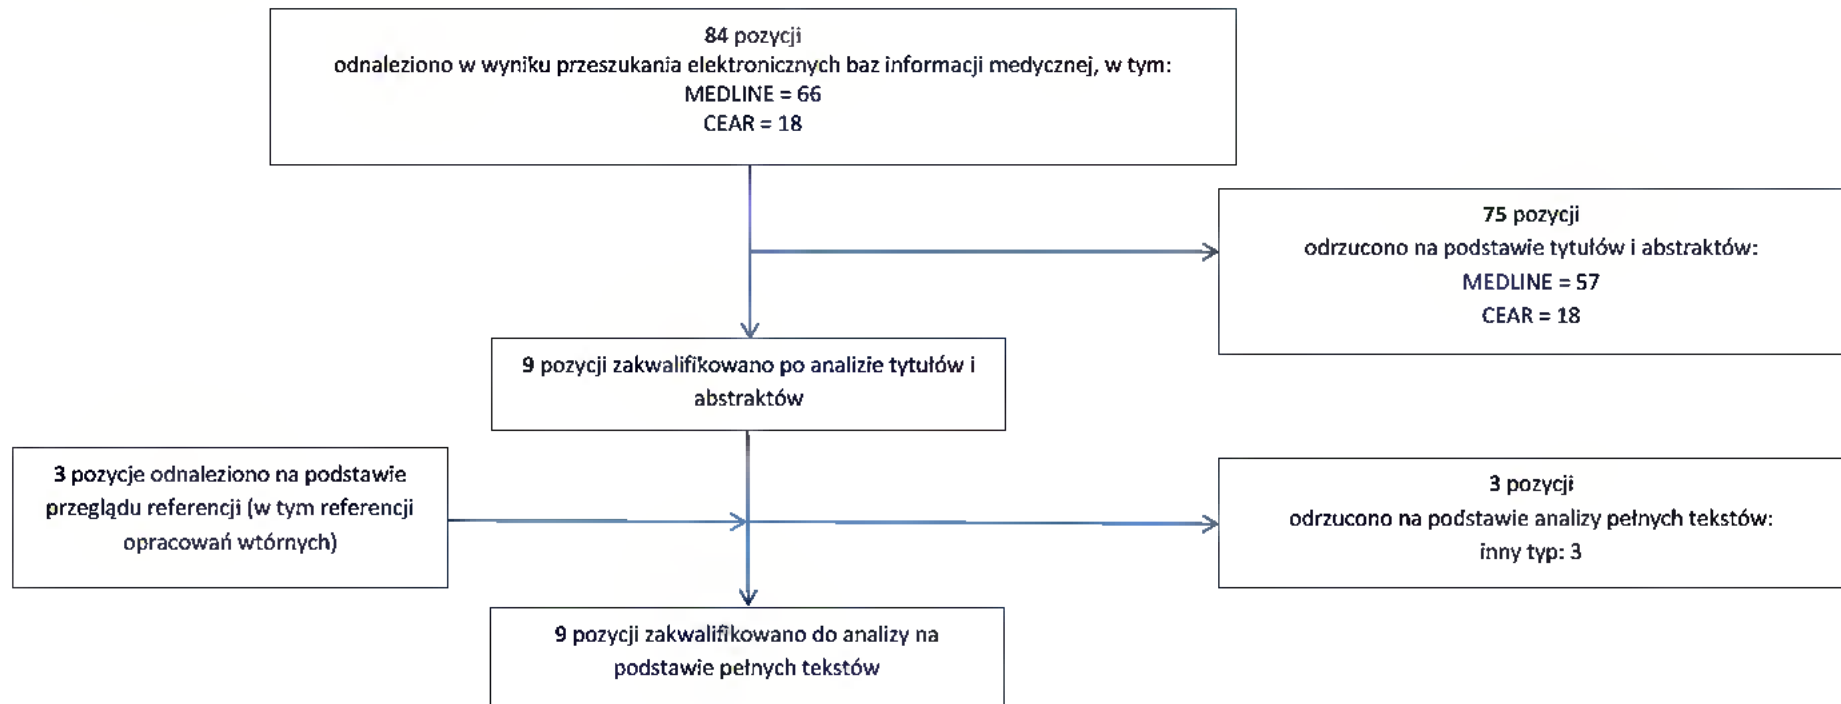 84 pozycji
odnaleziono w wyniku przeszukania elektronicznych baz informacji medycznej, w tym:
MEDLINE = 66
CEAR = 18
75 pozycji
odrzucono na podstawie tytułów i abstraktów:
MEDLINE = 57
CEAR = 18
9 pozycji zakwalifikowano po analizie tytułów i
abstraktów
3 pozycje odnaleziono na podstawie
przeglądu referencji (w tym referencji
opracowań wtórnych)
3 pozycji
odrzucono na podstawie analizy pełnych tekstów:
inny typ: 3
9 pozycji zakwalifikowano do analizy na
podstawie pełnych tekstów